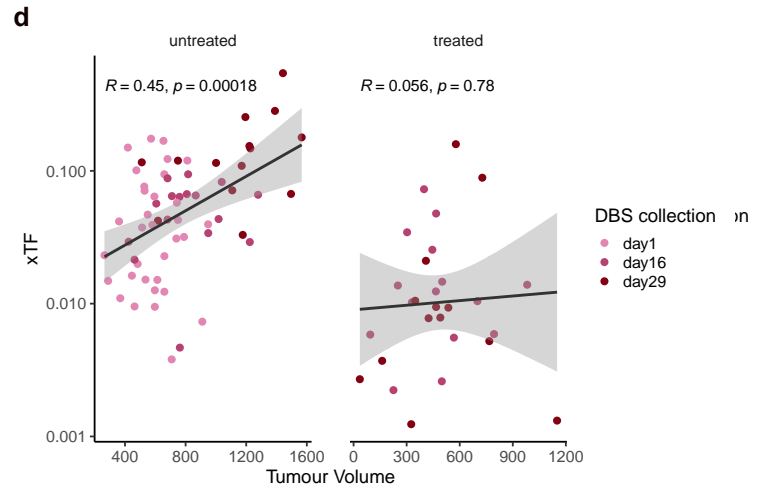 d
untreated
treated
R = 0.45, p = 0.00018
R = 0.056, p = 0.78
0.100
0.010
0.001
xTF
400 800 1200 1600
0 300 600 900 1200
Tumour Volume
DBS collection on
day1
day16
day29